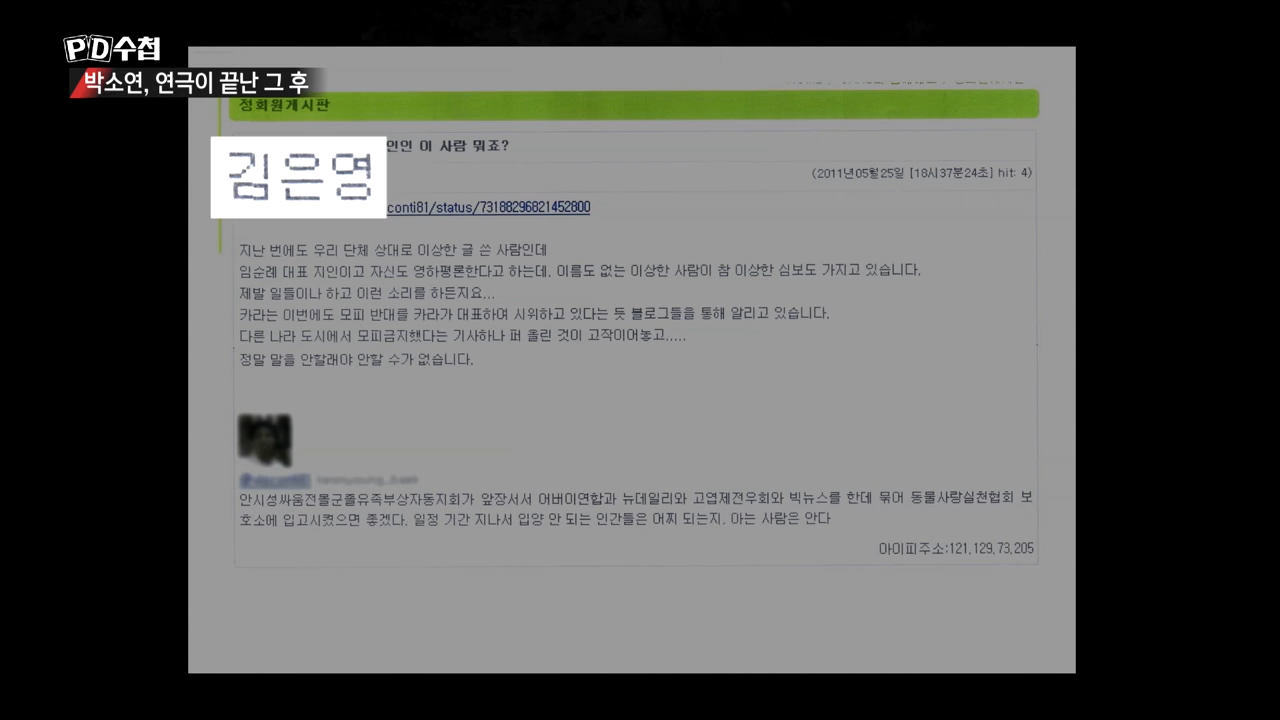 PD수첩
박소연, 연극이 끝난 그 후
정회원게시판
인인 이 사람 뭐죠?
김은영
(2011년05월25일 [18시37분24초] hit: 4)
conti81/status/73188296821452800
지난 번에도 우리 단체 상대로 이상한 글 쓴 사람인데
임순례 대표 지인이고 자신도 영하평론한다고 하는데, 이름도 없는 이상한 사람이 참 이상한 심보도 가지고 있습니다.
제발 일들이나 하고 이런 소리를 하든지요...
카라는 이번에도 모피 반대를 카라가 대표하여 시위하고 있다는 듯 블로그들을 통해 알리고 있습니다.
다른 나라 도시에서 모피금지했다는 기사하나 퍼 올린 것이 고작이어놓고.....
정말 말을 안할래야 안할 수가 없습니다.
안시성싸움전몰군졸유족부상자동지회가 앞장서서 어버이연합과 뉴데일리와 고엽제전우회와 빅뉴스를 한데 묶어 동물사랑실천협회 보
호소에 입고시켰으면 좋겠다. 일정 기간 지나서 입양 안 되는 인간들은 어찌 되는지, 아는 사람은 안다
아이피주소:121,129,73,205